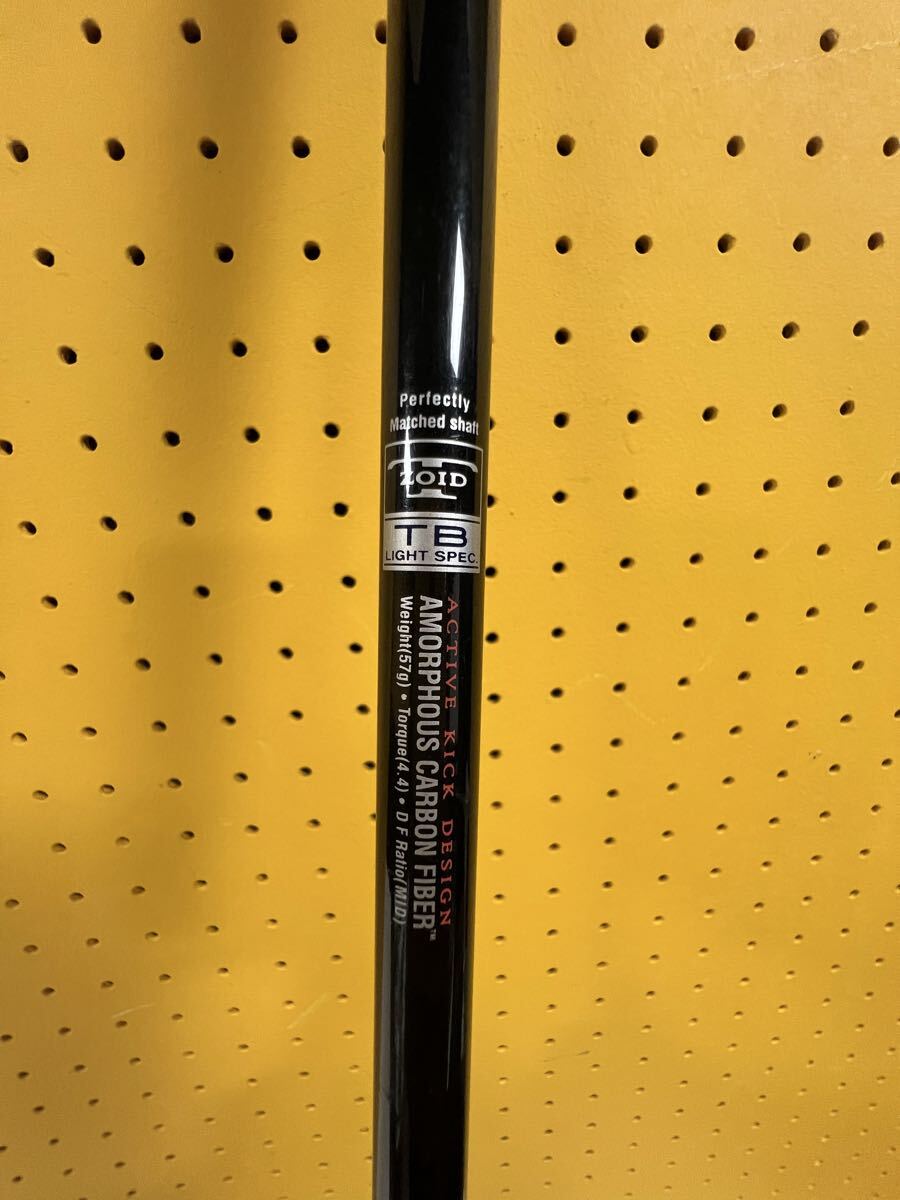 Perfectly
Matched shaft
ZOID
T
TB
LIGHT SPEC.
ACTIVE KICK DESIGN
AMORPHOUS CARBON FIBER™
Weight(57g) • Torque(4.4) • D F Ratio(MID)